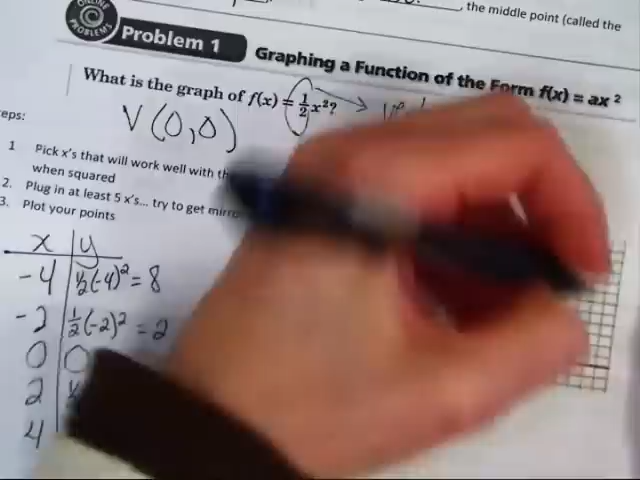 , the middle point (called the
ONLINE PROBLEMS
Problem 1 Graphing a Function of the Form f(x) = ax²
What is the graph of f(x) = ½x²?
V(0,0)
eps:
1 Pick x's that will work well with th
when squared
2. Plug in at least 5 x's... try to get mirro
3. Plot your points
x y
-4 ½(-4)² = 8
-2 ½(-2)² = 2
0 0
2
4